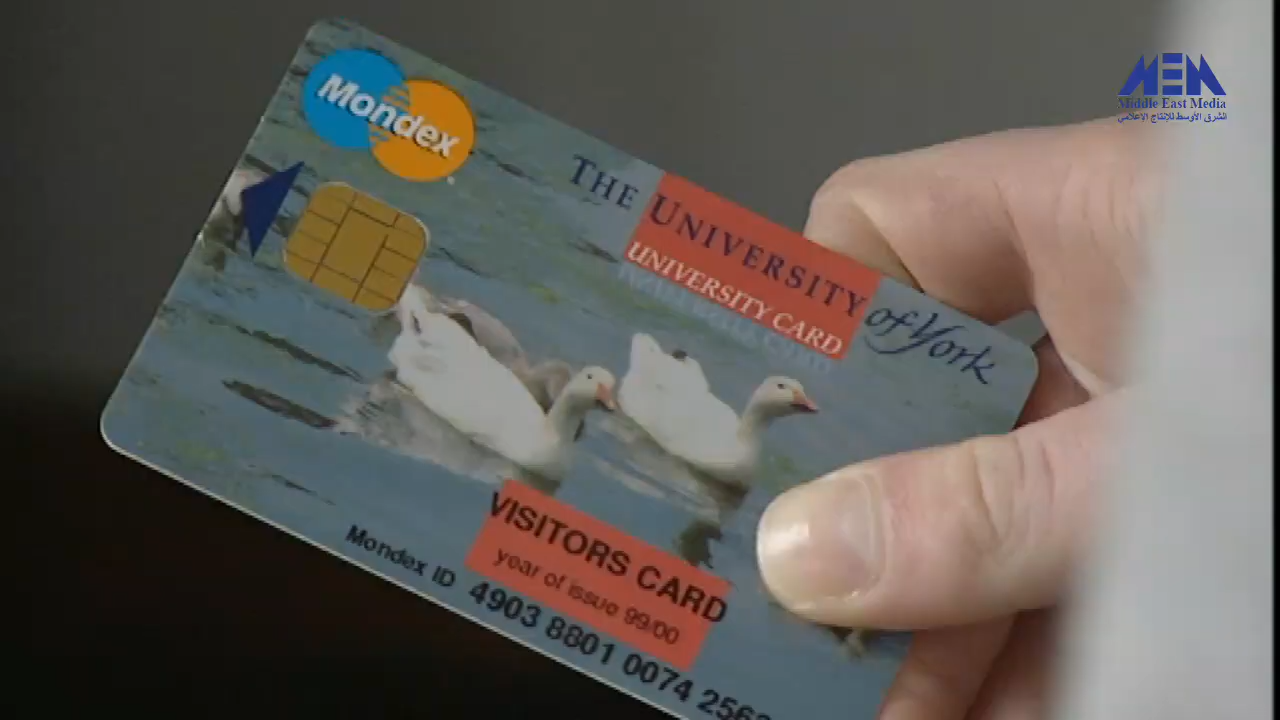 Mondex
THE UNIVERSITY of York
UNIVERSITY CARD
VISITORS CARD
year of issue 99/00
Mondex ID 4903 8801 0074 256
MEM
Middle East Media
الشرق الأوسط للإنتاج الإعلامي